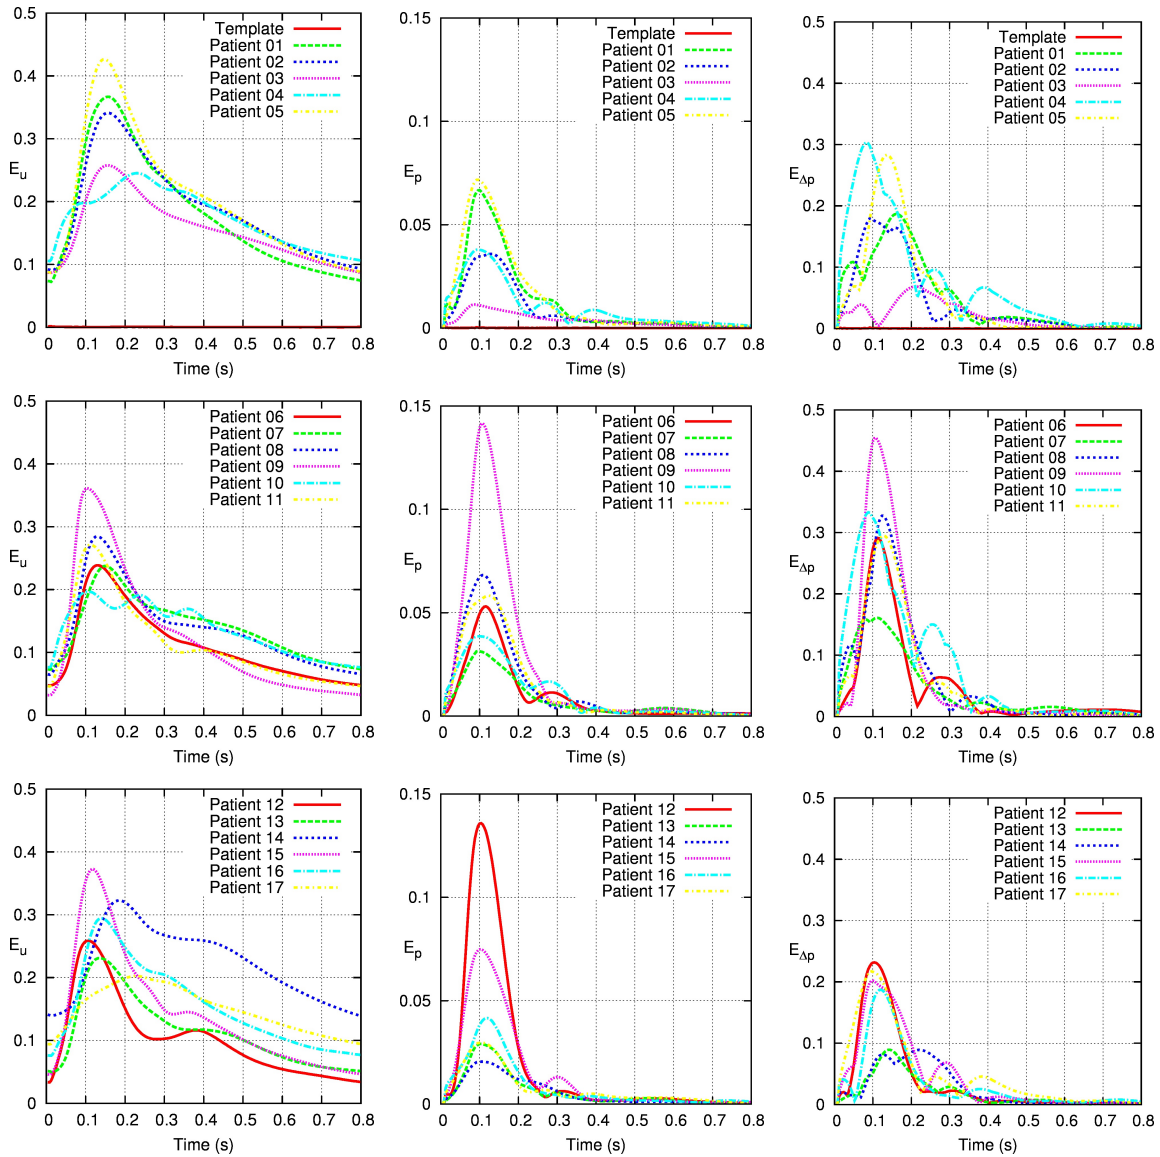 0.5
0.4
0.3
E_u
0.2
0.1
0
0 0.1 0.2 0.3 0.4 0.5 0.6 0.7 0.8
Time (s)
Template
Patient 01
Patient 02
Patient 03
Patient 04
Patient 05
0.15
0.1
E_p
0.05
0
0 0.1 0.2 0.3 0.4 0.5 0.6 0.7 0.8
Time (s)
Template
Patient 01
Patient 02
Patient 03
Patient 04
Patient 05
0.5
0.4
0.3
E_Δp
0.2
0.1
0
0 0.1 0.2 0.3 0.4 0.5 0.6 0.7 0.8
Time (s)
Template
Patient 01
Patient 02
Patient 03
Patient 04
Patient 05
0.5
0.4
0.3
E_u
0.2
0.1
0
0 0.1 0.2 0.3 0.4 0.5 0.6 0.7 0.8
Time (s)
Patient 06
Patient 07
Patient 08
Patient 09
Patient 10
Patient 11
0.15
0.1
E_p
0.05
0
0 0.1 0.2 0.3 0.4 0.5 0.6 0.7 0.8
Time (s)
Patient 06
Patient 07
Patient 08
Patient 09
Patient 10
Patient 11
0.5
0.4
0.3
E_Δp
0.2
0.1
0
0 0.1 0.2 0.3 0.4 0.5 0.6 0.7 0.8
Time (s)
Patient 06
Patient 07
Patient 08
Patient 09
Patient 10
Patient 11
0.5
0.4
0.3
E_u
0.2
0.1
0
0 0.1 0.2 0.3 0.4 0.5 0.6 0.7 0.8
Time (s)
Patient 12
Patient 13
Patient 14
Patient 15
Patient 16
Patient 17
0.15
0.1
E_p
0.05
0
0 0.1 0.2 0.3 0.4 0.5 0.6 0.7 0.8
Time (s)
Patient 12
Patient 13
Patient 14
Patient 15
Patient 16
Patient 17
0.5
0.4
0.3
E_Δp
0.2
0.1
0
0 0.1 0.2 0.3 0.4 0.5 0.6 0.7 0.8
Time (s)
Patient 12
Patient 13
Patient 14
Patient 15
Patient 16
Patient 17